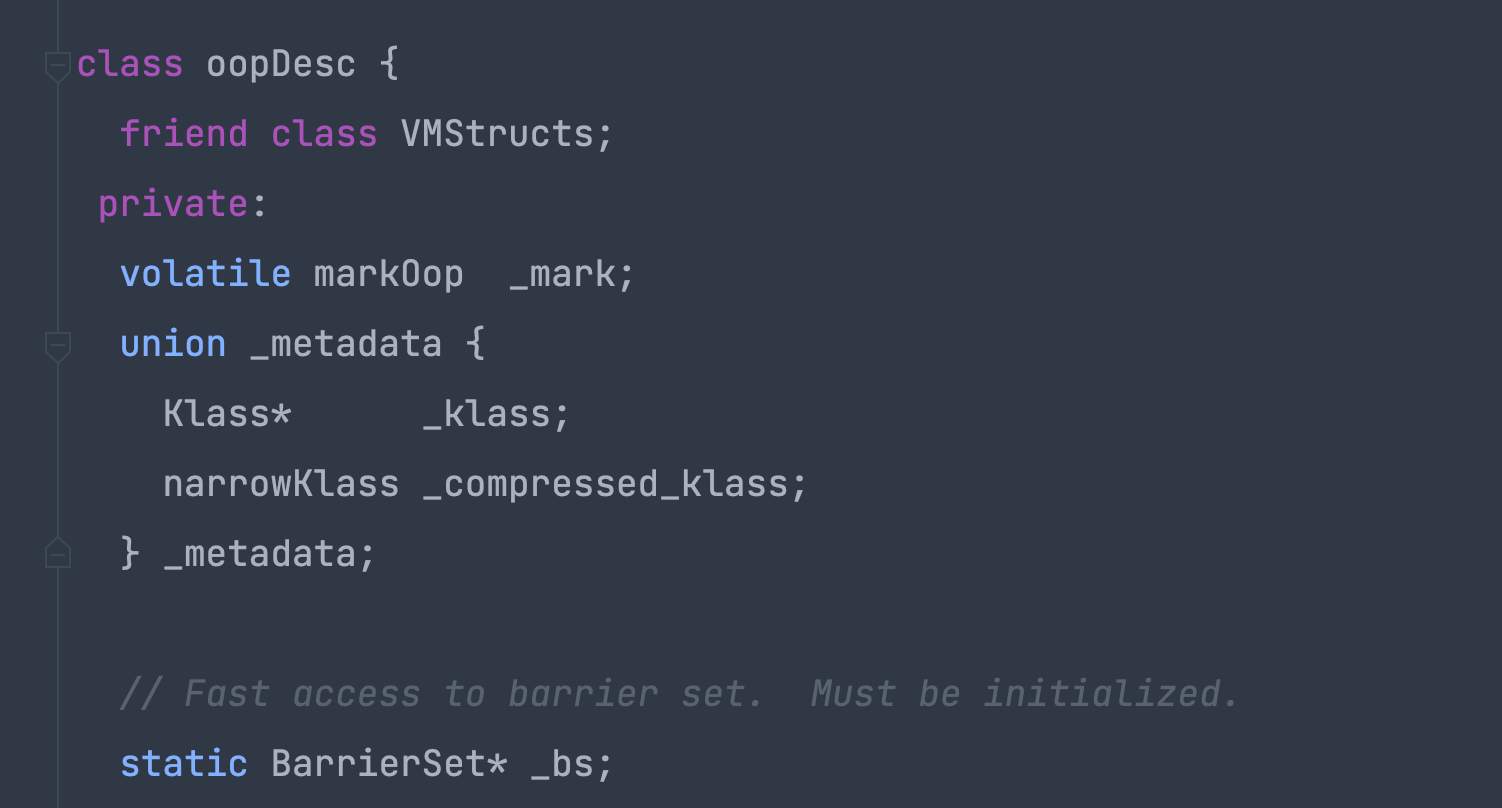 class oopDesc {
  friend class VMStructs;
 private:
  volatile markOop  _mark;
  union _metadata {
    Klass*      _klass;
    narrowKlass _compressed_klass;
  } _metadata;

  // Fast access to barrier set.  Must be initialized.
  static BarrierSet* _bs;